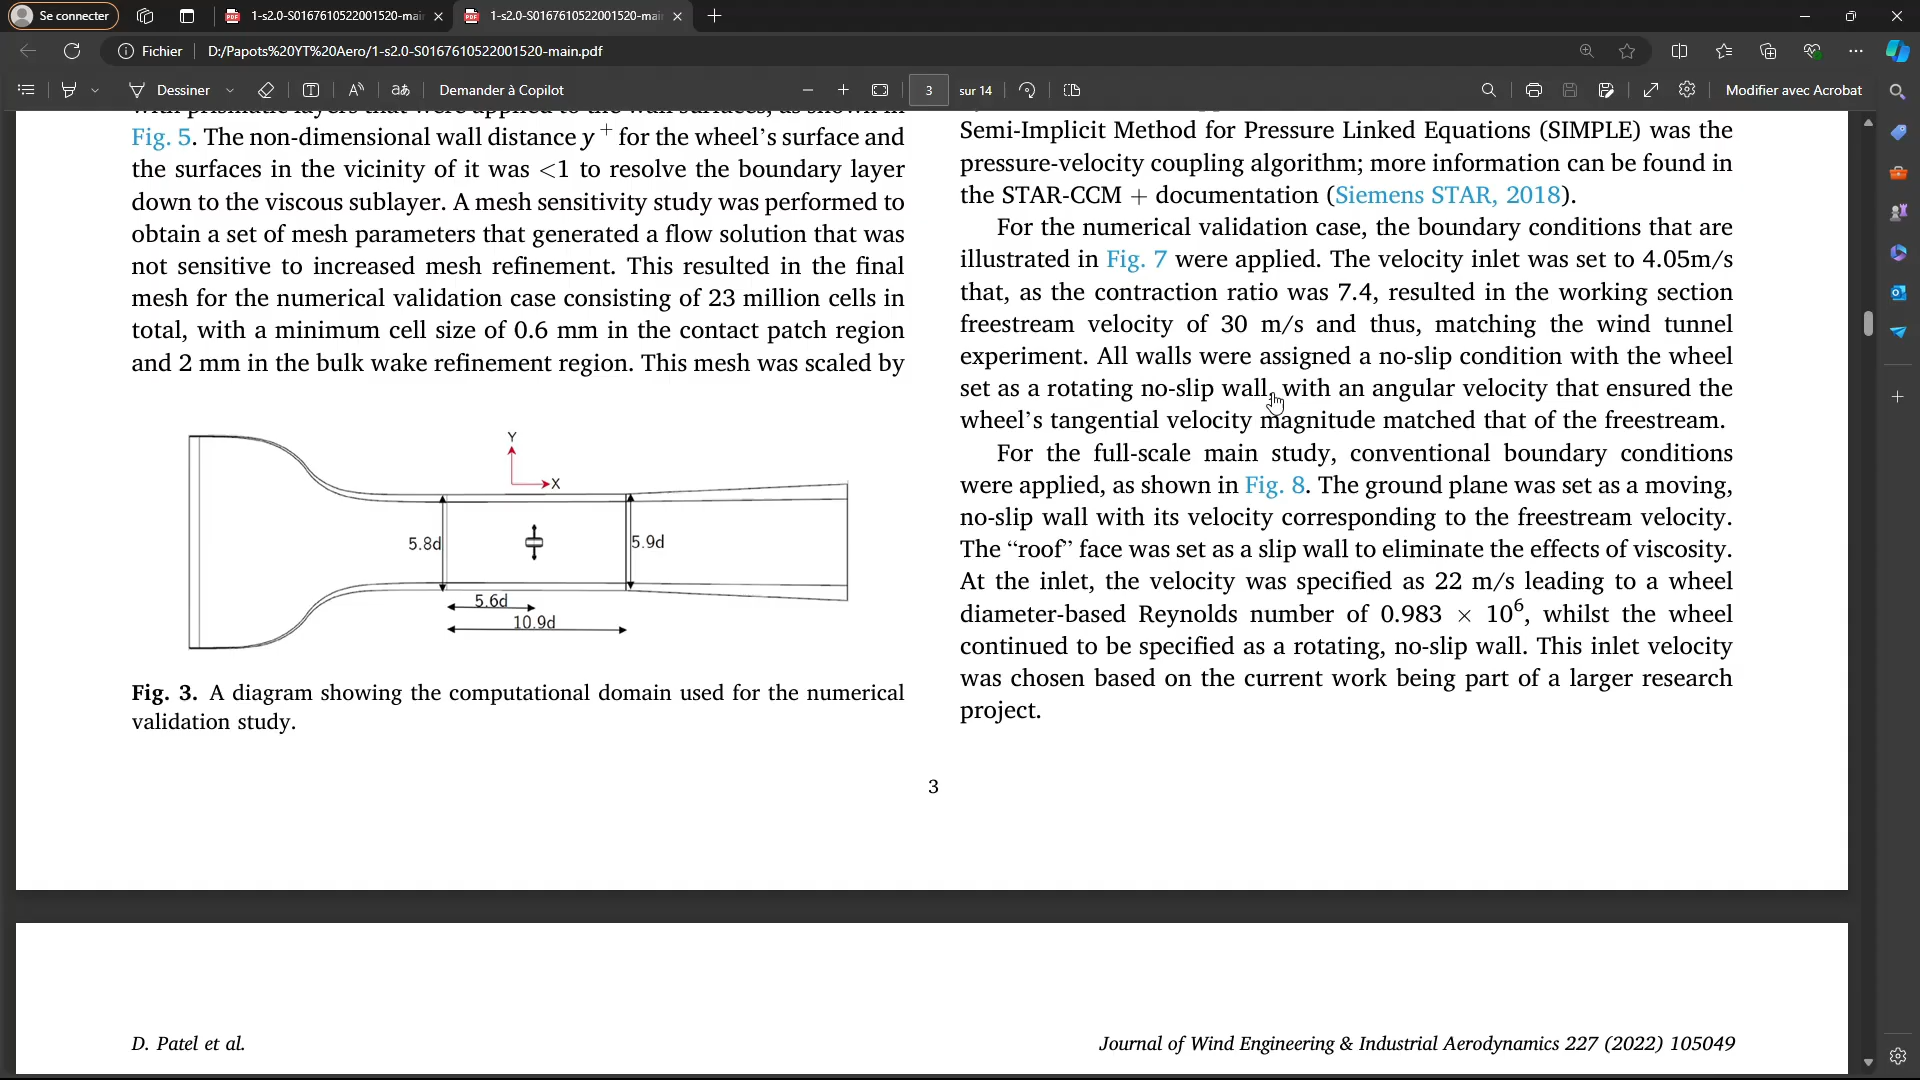 Se connecter
1-s2.0-S0167610522001520-mai
1-s2.0-S0167610522001520-mai
Fichier
D:/Papots%20YT%20Aero/1-s2.0-S0167610522001520-main.pdf
Dessiner
Demander à Copilot
3
sur 14
Modifier avec Acrobat
with prismatic layers that were applied to the wall surfaces, as shown in
Fig. 5. The non-dimensional wall distance y + for the wheel's surface and
the surfaces in the vicinity of it was <1 to resolve the boundary layer
down to the viscous sublayer. A mesh sensitivity study was performed to
obtain a set of mesh parameters that generated a flow solution that was
not sensitive to increased mesh refinement. This resulted in the final
mesh for the numerical validation case consisting of 23 million cells in
total, with a minimum cell size of 0.6 mm in the contact patch region
and 2 mm in the bulk wake refinement region. This mesh was scaled by
Y
X
5.8d
5.9d
5.6d
10.9d
Fig. 3. A diagram showing the computational domain used for the numerical
validation study.
Semi-Implicit Method for Pressure Linked Equations (SIMPLE) was the
pressure-velocity coupling algorithm; more information can be found in
the STAR-CCM + documentation (Siemens STAR, 2018).
For the numerical validation case, the boundary conditions that are
illustrated in Fig. 7 were applied. The velocity inlet was set to 4.05m/s
that, as the contraction ratio was 7.4, resulted in the working section
freestream velocity of 30 m/s and thus, matching the wind tunnel
experiment. All walls were assigned a no-slip condition with the wheel
set as a rotating no-slip wall, with an angular velocity that ensured the
wheel's tangential velocity magnitude matched that of the freestream.
For the full-scale main study, conventional boundary conditions
were applied, as shown in Fig. 8. The ground plane was set as a moving,
no-slip wall with its velocity corresponding to the freestream velocity.
The “roof” face was set as a slip wall to eliminate the effects of viscosity.
At the inlet, the velocity was specified as 22 m/s leading to a wheel
diameter-based Reynolds number of 0.983 × 10⁶, whilst the wheel
continued to be specified as a rotating, no-slip wall. This inlet velocity
was chosen based on the current work being part of a larger research
project.
3
D. Patel et al.
Journal of Wind Engineering & Industrial Aerodynamics 227 (2022) 105049